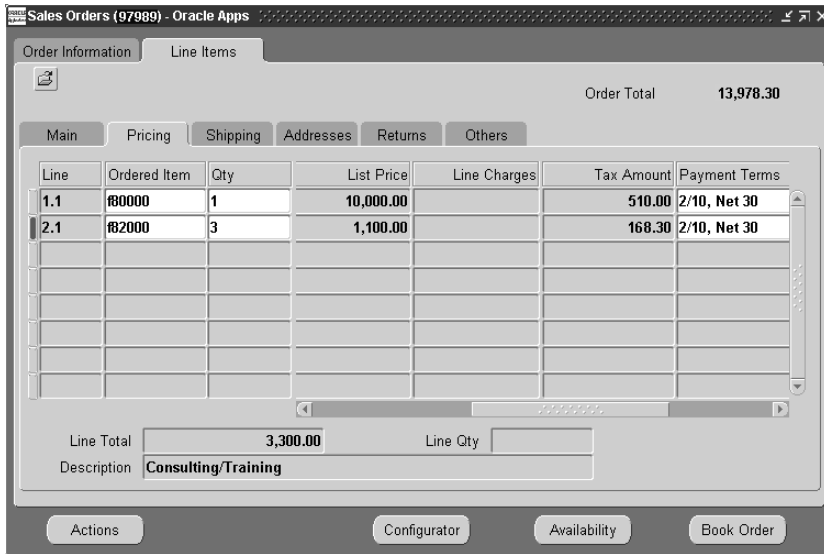 Sales Orders (97989) - Oracle Apps
Order Information Line Items
Order Total 13,978.30
Main Pricing Shipping Addresses Returns Others
Line Ordered Item Qty List Price Line Charges Tax Amount Payment Terms
1.1 f80000 1 10,000.00 510.00 2/10, Net 30
2.1 f82000 3 1,100.00 168.30 2/10, Net 30
Line Total 3,300.00 Line Qty
Description Consulting/Training
Actions Configurator Availability Book Order